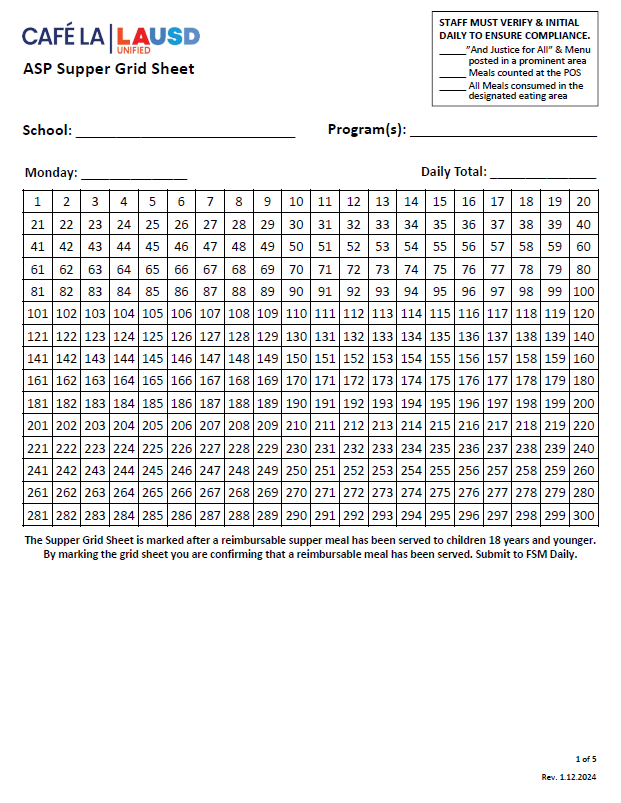 CAFÉ LA | LAUSD
UNIFIED
ASP Supper Grid Sheet
STAFF MUST VERIFY & INITIAL
DAILY TO ENSURE COMPLIANCE.
_____"And Justice for All" & Menu
posted in a prominent area
_____ Meals counted at the POS
_____ All Meals consumed in the
designated eating area
School: ___________________________ Program(s): _______________________
Monday: ______________ Daily Total: ______________
1 2 3 4 5 6 7 8 9 10 11 12 13 14 15 16 17 18 19 20
21 22 23 24 25 26 27 28 29 30 31 32 33 34 35 36 37 38 39 40
41 42 43 44 45 46 47 48 49 50 51 52 53 54 55 56 57 58 59 60
61 62 63 64 65 66 67 68 69 70 71 72 73 74 75 76 77 78 79 80
81 82 83 84 85 86 87 88 89 90 91 92 93 94 95 96 97 98 99 100
101 102 103 104 105 106 107 108 109 110 111 112 113 114 115 116 117 118 119 120
121 122 123 124 125 126 127 128 129 130 131 132 133 134 135 136 137 138 139 140
141 142 143 144 145 146 147 148 149 150 151 152 153 154 155 156 157 158 159 160
161 162 163 164 165 166 167 168 169 170 171 172 173 174 175 176 177 178 179 180
181 182 183 184 185 186 187 188 189 190 191 192 193 194 195 196 197 198 199 200
201 202 203 204 205 206 207 208 209 210 211 212 213 214 215 216 217 218 219 220
221 222 223 224 225 226 227 228 229 230 231 232 233 234 235 236 237 238 239 240
241 242 243 244 245 246 247 248 249 250 251 252 253 254 255 256 257 258 259 260
261 262 263 264 265 266 267 268 269 270 271 272 273 274 275 276 277 278 279 280
281 282 283 284 285 286 287 288 289 290 291 292 293 294 295 296 297 298 299 300
The Supper Grid Sheet is marked after a reimbursable supper meal has been served to children 18 years and younger.
By marking the grid sheet you are confirming that a reimbursable meal has been served. Submit to FSM Daily.
1 of 5
Rev. 1.12.2024